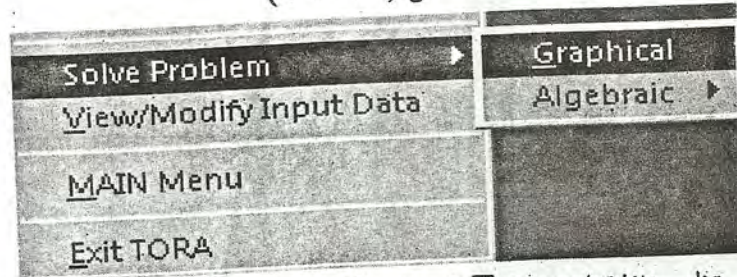 Solve Problem
Graphical
View/Modify Input Data
Algebraic
MAIN Menu
Exit TORA